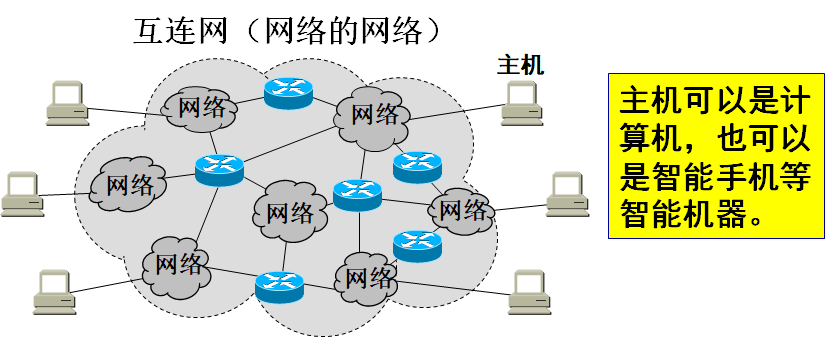 互连网（网络的网络）
主机
网络
网络
网络
网络
网络
网络
网络
主机可以是计
算机，也可以
是智能手机等
智能机器。